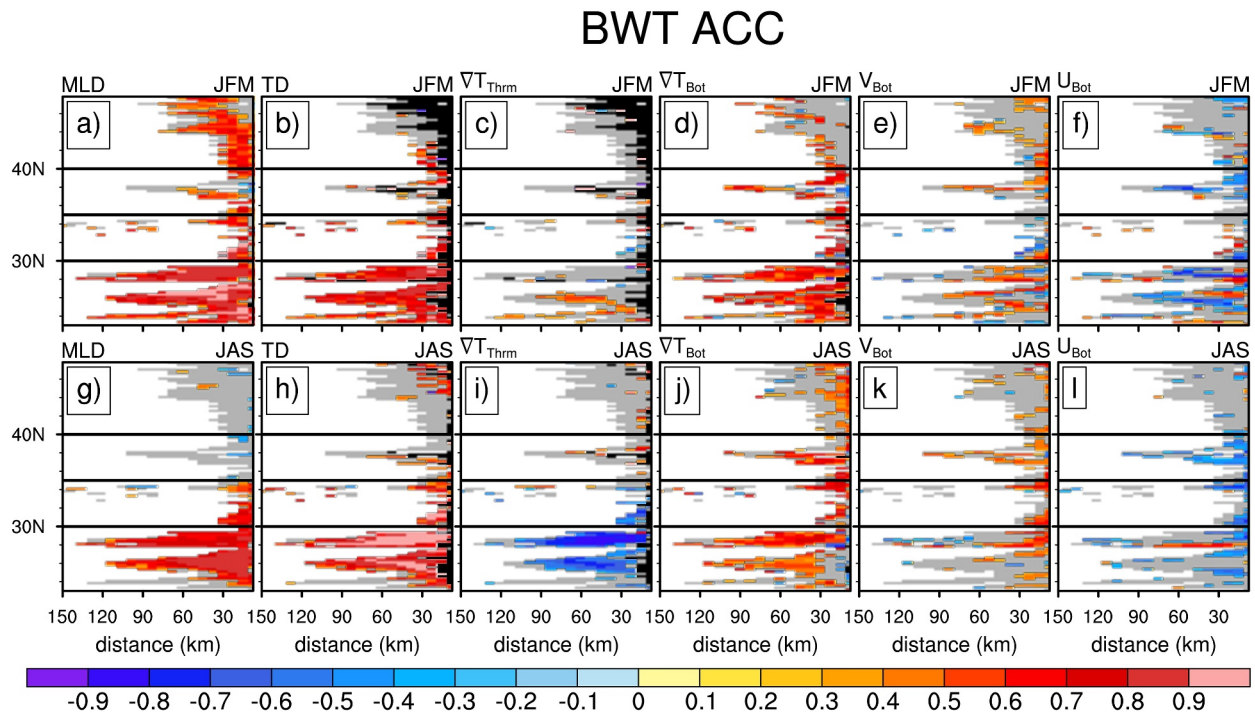 BWT ACC
MLD JFM TD JFM ∇T_Thrm JFM ∇T_Bot JFM V_Bot JFM U_Bot JFM
a) b) c) d) e) f)
40N
30N
MLD JAS TD JAS ∇T_Thrm JAS ∇T_Bot JAS V_Bot JAS U_Bot JAS
g) h) i) j) k) l)
40N
30N
150 120 90 60 30 150 120 90 60 30 150 120 90 60 30 150 120 90 60 30 150 120 90 60 30 150 120 90 60 30
distance (km) distance (km) distance (km) distance (km) distance (km) distance (km)
-0.9 -0.8 -0.7 -0.6 -0.5 -0.4 -0.3 -0.2 -0.1 0 0.1 0.2 0.3 0.4 0.5 0.6 0.7 0.8 0.9